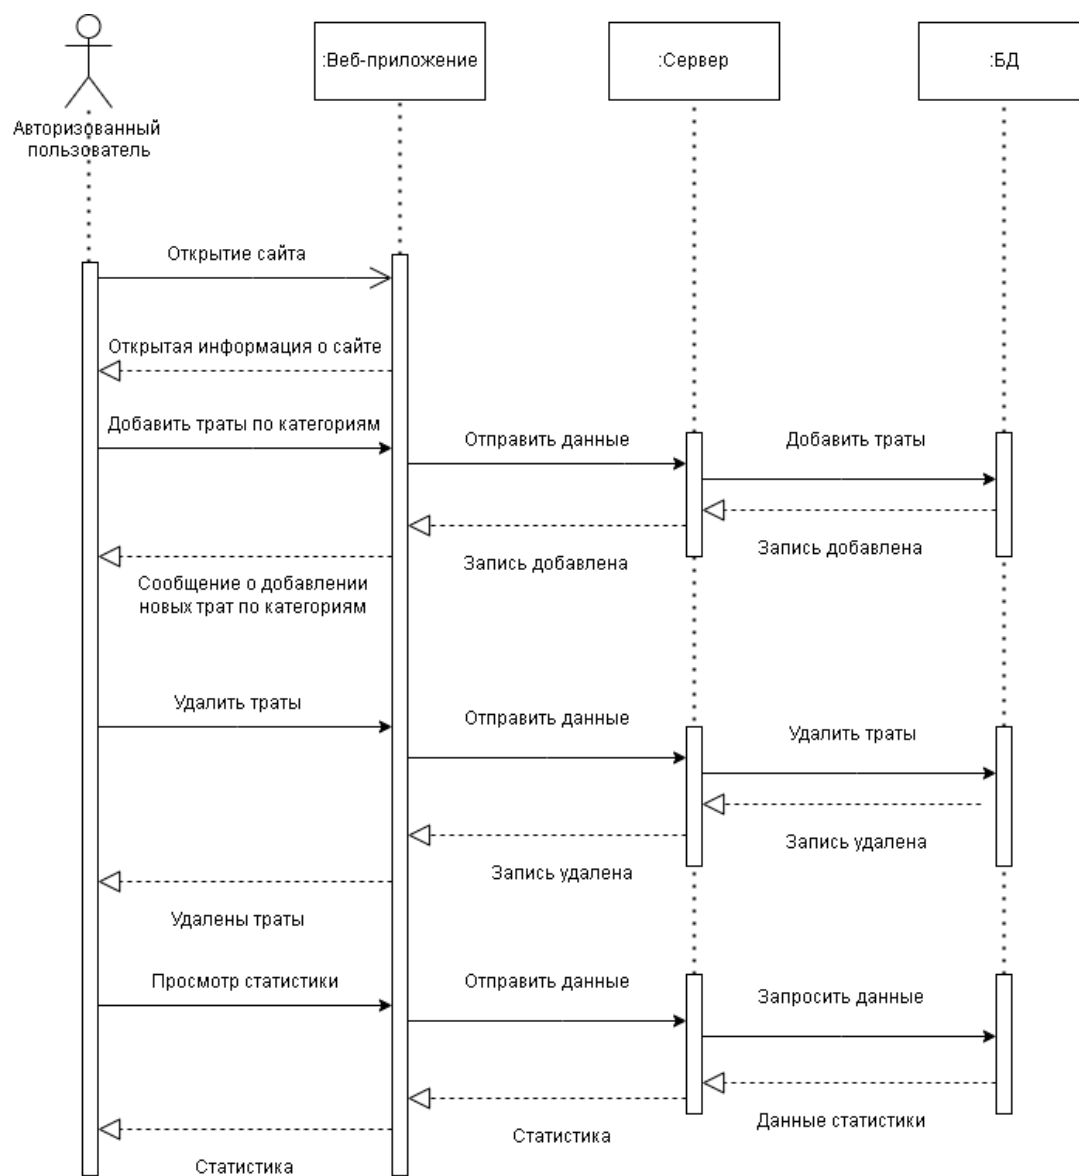 :Веб-приложение
:Сервер
:БД
Авторизованный
пользователь
Открытие сайта
Открытая информация о сайте
Добавить траты по категориям
Отправить данные
Добавить траты
Запись добавлена
Запись добавлена
Сообщение о добавлении
новых трат по категориям
Удалить траты
Отправить данные
Удалить траты
Запись удалена
Запись удалена
Удалены траты
Просмотр статистики
Отправить данные
Запросить данные
Данные статистики
Статистика
Статистика